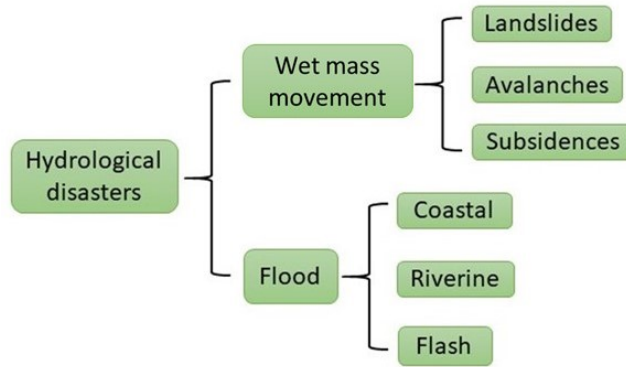 Hydrological
disasters
Wet mass
movement
Landslides
Avalanches
Subsidences
Flood
Coastal
Riverine
Flash